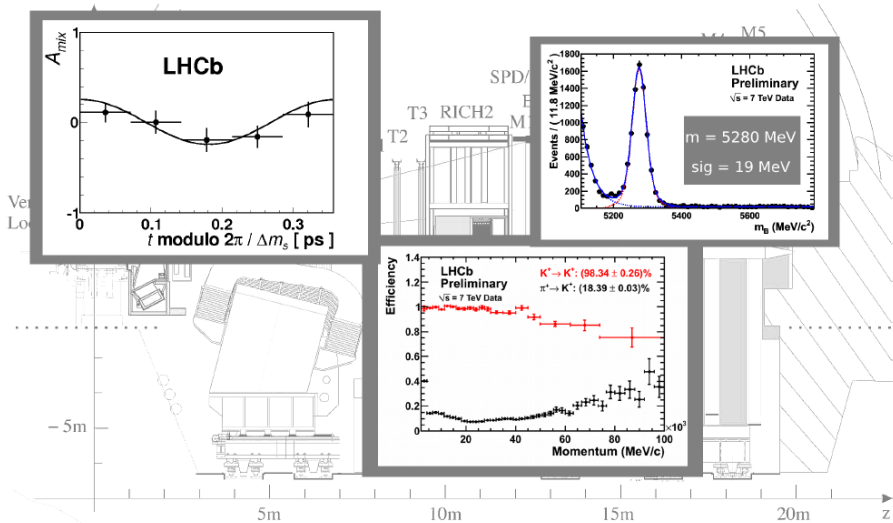 1
A_mix
LHCb
0
-1
0 0.1 0.2 0.3
t modulo 2π / Δm_s [ ps ]
Ve
Loc
T2
T3
RICH2
SPD/
M5
1800
1600
1400
1200
1000
800
600
400
200
0
Events / ( 11.8 MeV/c² )
LHCb
Preliminary
√s = 7 TeV Data
m = 5280 MeV
sig = 19 MeV
5200 5400 5600
m_B (MeV/c²)
1.4
1.2
1
0.8
0.6
0.4
0.2
0
Efficiency
LHCb
Preliminary
√s = 7 TeV Data
K⁺→ K⁺: (98.34 ± 0.26)%
π⁺→ K⁺: (18.39 ± 0.03)%
0 20 40 60 80 100
×10³
Momentum (MeV/c)
- 5m
5m 10m 15m 20m z